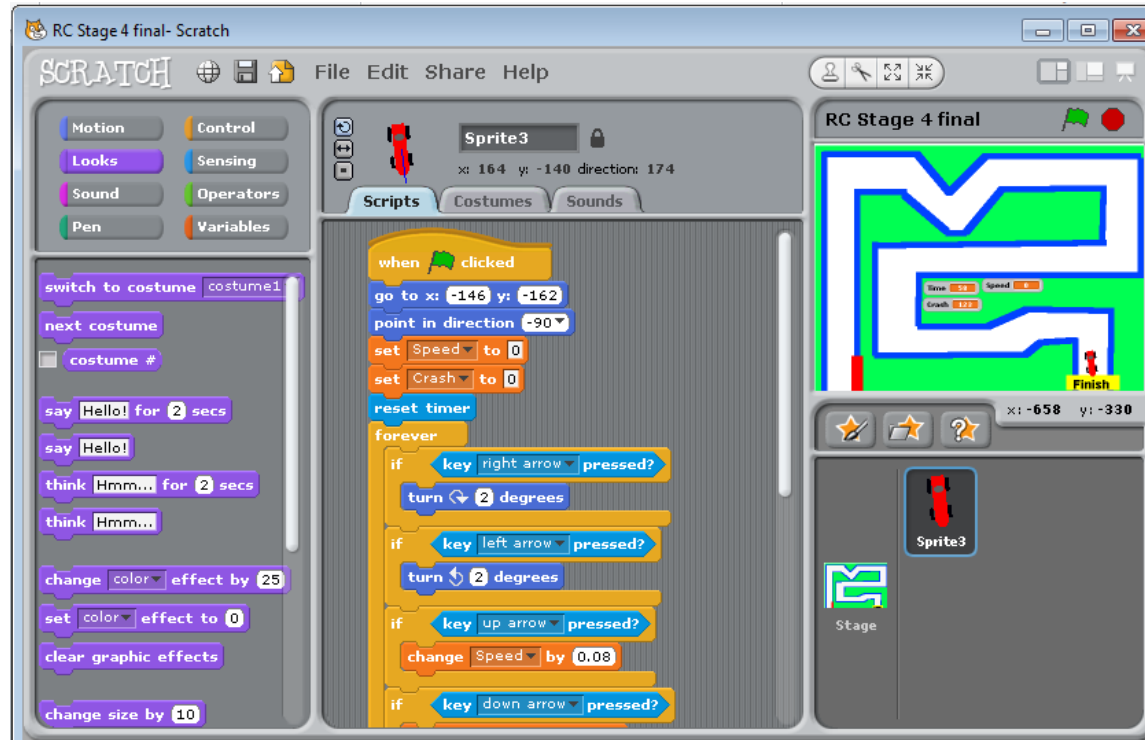 RC Stage 4 final- Scratch
SCRATCH File Edit Share Help
Motion Control
Looks Sensing
Sound Operators
Pen Variables
switch to costume costume1
next costume
costume #
say Hello! for 2 secs
say Hello!
think Hmm... for 2 secs
think Hmm...
change color effect by 25
set color effect to 0
clear graphic effects
change size by 10
Sprite3
x: 164 y: -140 direction: 174
Scripts Costumes Sounds
when clicked
go to x: -146 y: -162
point in direction -90
set Speed to 0
set Crash to 0
reset timer
forever
if key right arrow pressed?
turn 2 degrees
if key left arrow pressed?
turn 2 degrees
if key up arrow pressed?
change Speed by 0.08
if key down arrow pressed?
RC Stage 4 final
Time Speed
Crash 123
Finish
x: -658 y: -330
Sprite3
Stage